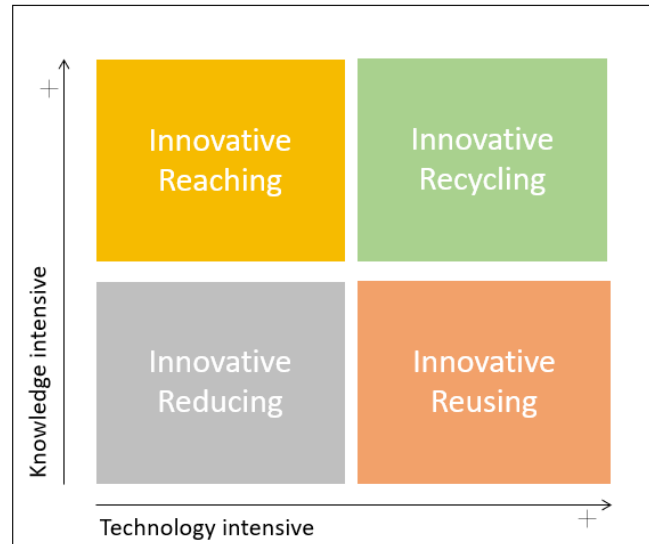 +
Innovative
Reaching
Innovative
Recycling
Knowledge intensive
Innovative
Reducing
Innovative
Reusing
Technology intensive
+